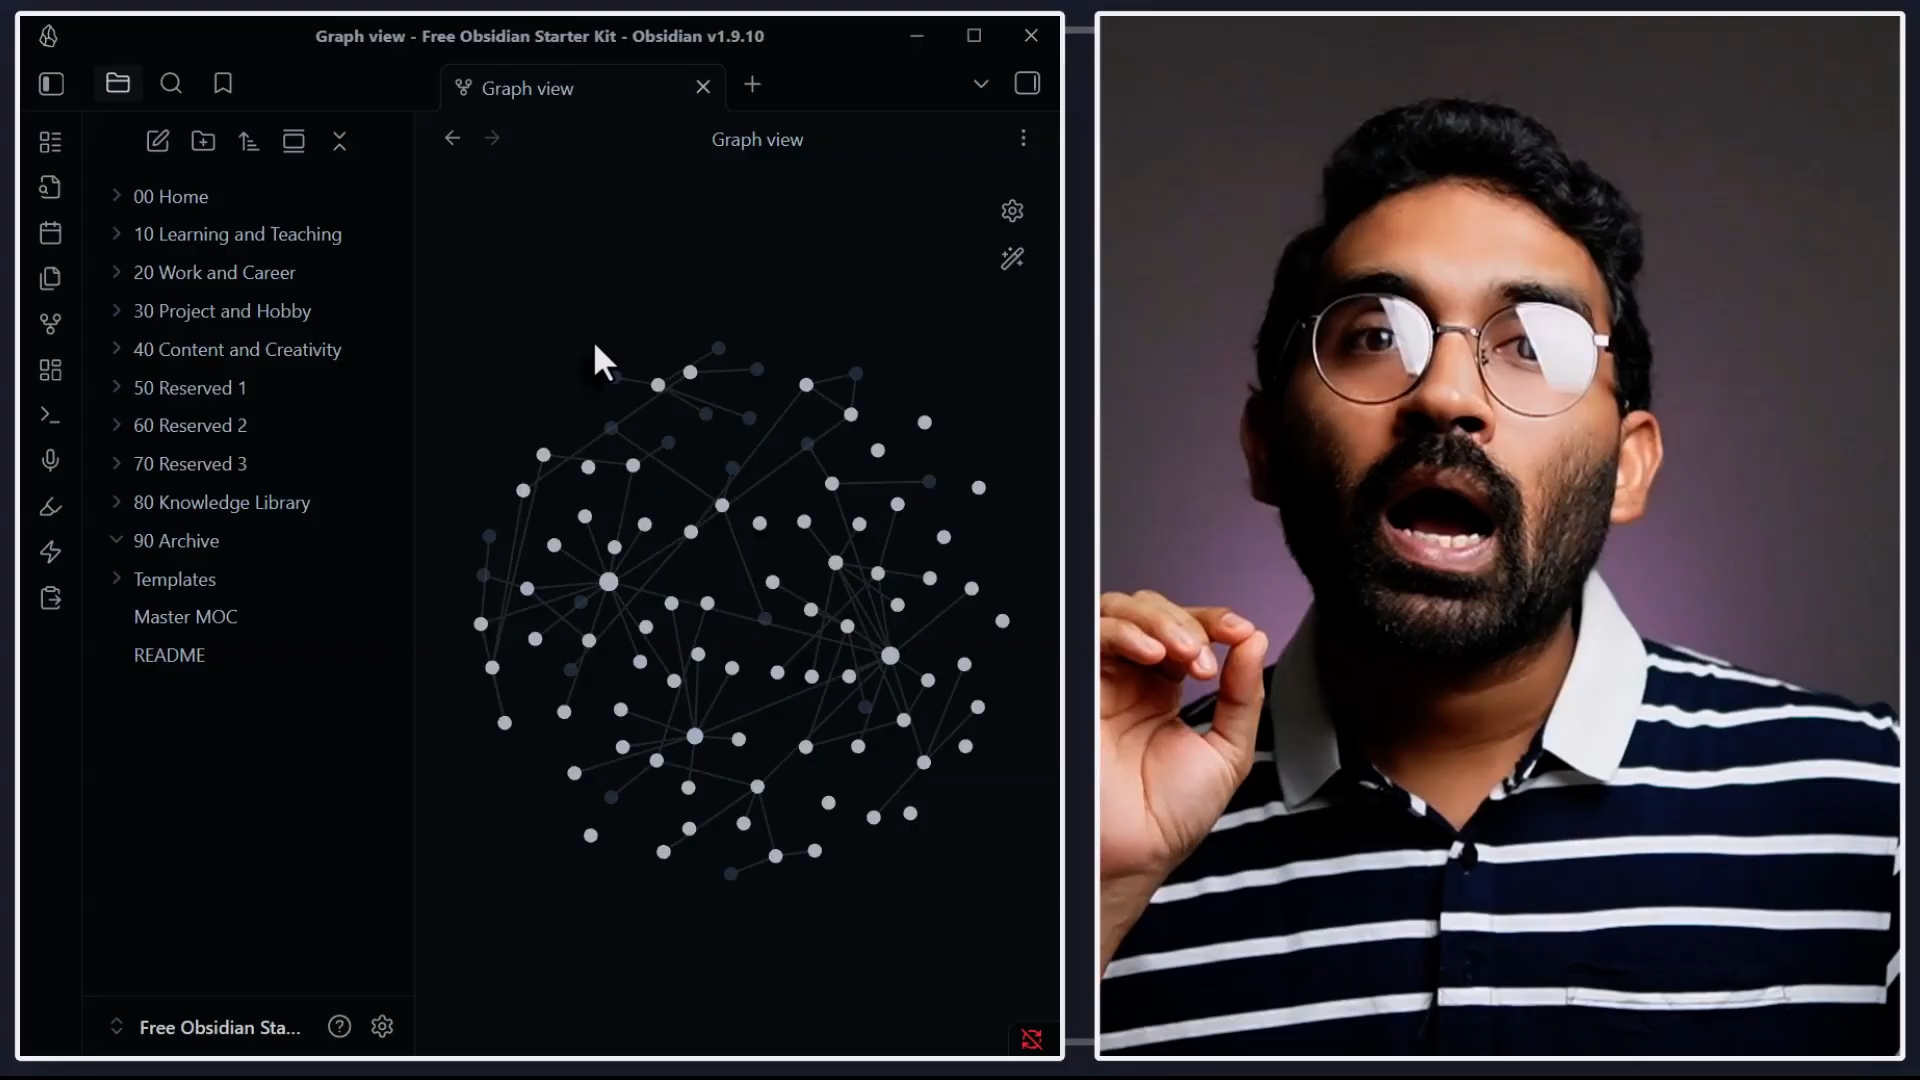 Graph view - Free Obsidian Starter Kit - Obsidian v1.9.10
Graph view
Graph view
00 Home
10 Learning and Teaching
20 Work and Career
30 Project and Hobby
40 Content and Creativity
50 Reserved 1
60 Reserved 2
70 Reserved 3
80 Knowledge Library
90 Archive
Templates
Master MOC
README
Free Obsidian Sta...